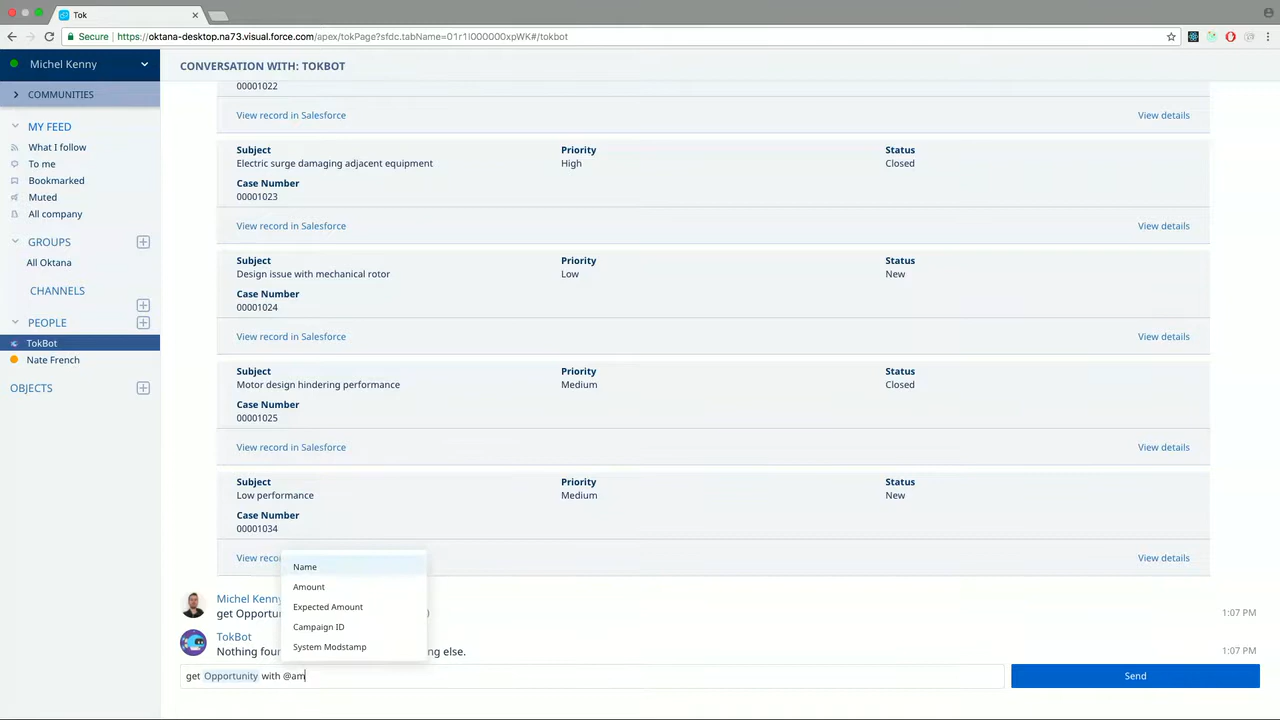 Tok
Secure https://oktana-desktop.na73.visual.force.com/apex/tokPage?sfdc.tabName=01r1I000000xpWK#/tokbot
Michel Kenny
CONVERSATION WITH: TOKBOT
COMMUNITIES
MY FEED
What I follow
To me
Bookmarked
Muted
All company
GROUPS
All Oktana
CHANNELS
PEOPLE
TokBot
Nate French
OBJECTS
00001022
View record in Salesforce View details
Subject Priority Status
Electric surge damaging adjacent equipment High Closed
Case Number
00001023
View record in Salesforce View details
Subject Priority Status
Design issue with mechanical rotor Low New
Case Number
00001024
View record in Salesforce View details
Subject Priority Status
Motor design hindering performance Medium Closed
Case Number
00001025
View record in Salesforce View details
Subject Priority Status
Low performance Medium New
Case Number
00001034
View reco View details
Name
Amount
Expected Amount
Campaign ID
System Modstamp
Michel Kenny
get Opportu ) 1:07 PM
TokBot
Nothing foun ng else. 1:07 PM
get Opportunity with @am
Send